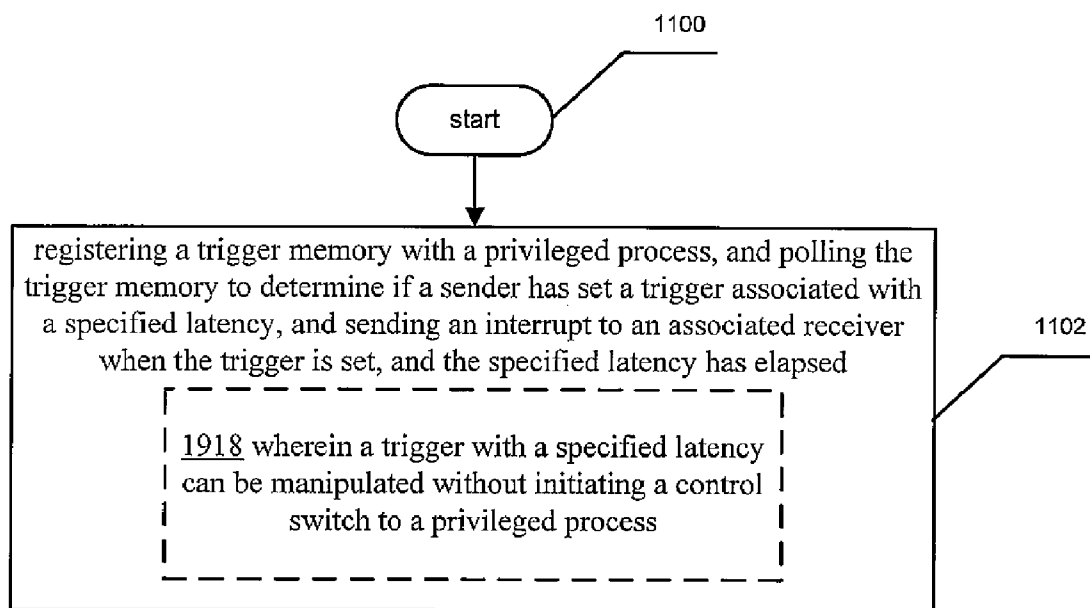 1100
start
registering a trigger memory with a privileged process, and polling the
trigger memory to determine if a sender has set a trigger associated with
a specified latency, and sending an interrupt to an associated receiver
when the trigger is set, and the specified latency has elapsed
1102
1918 wherein a trigger with a specified latency
can be manipulated without initiating a control
switch to a privileged process